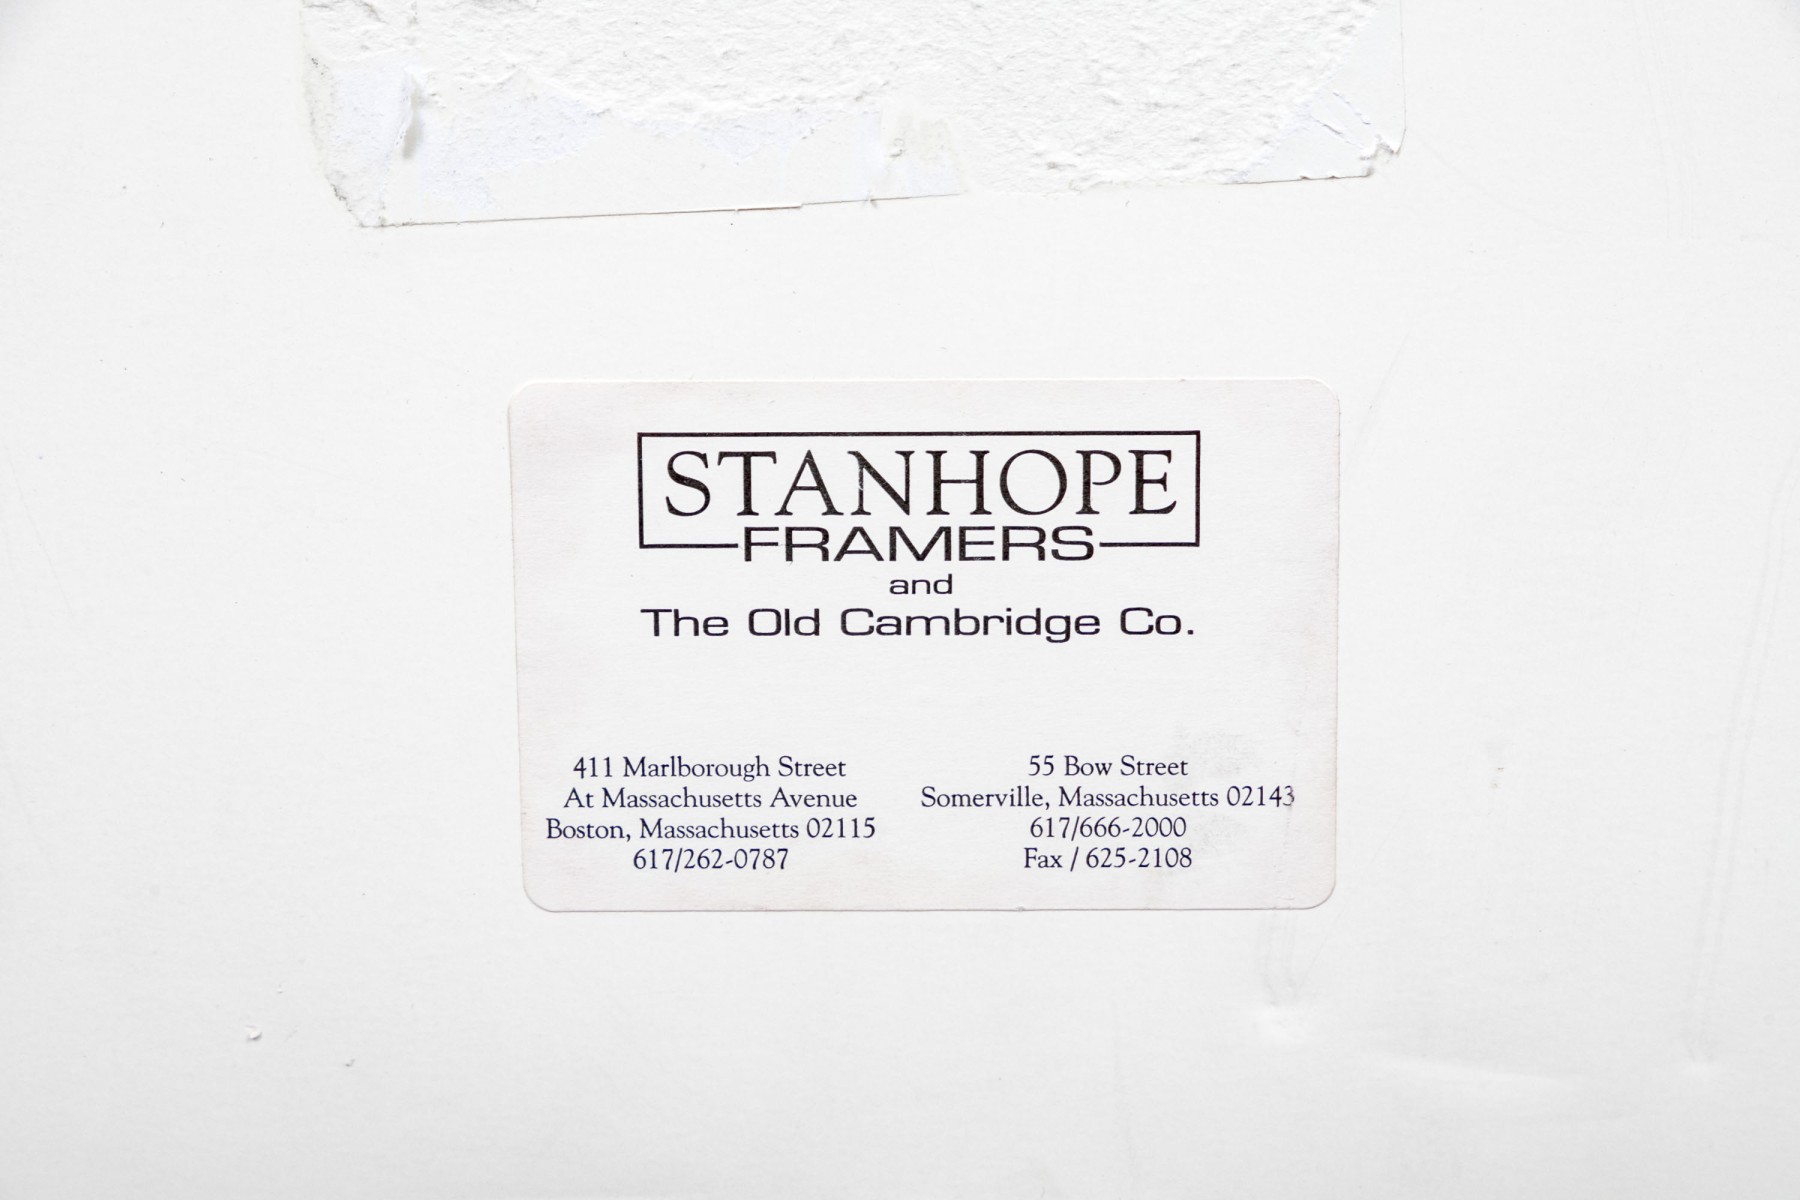 STANHOPE
FRAMERS
and
The Old Cambridge Co.
411 Marlborough Street
At Massachusetts Avenue
Boston, Massachusetts 02115
617/262-0787
55 Bow Street
Somerville, Massachusetts 02143
617/666-2000
Fax / 625-2108